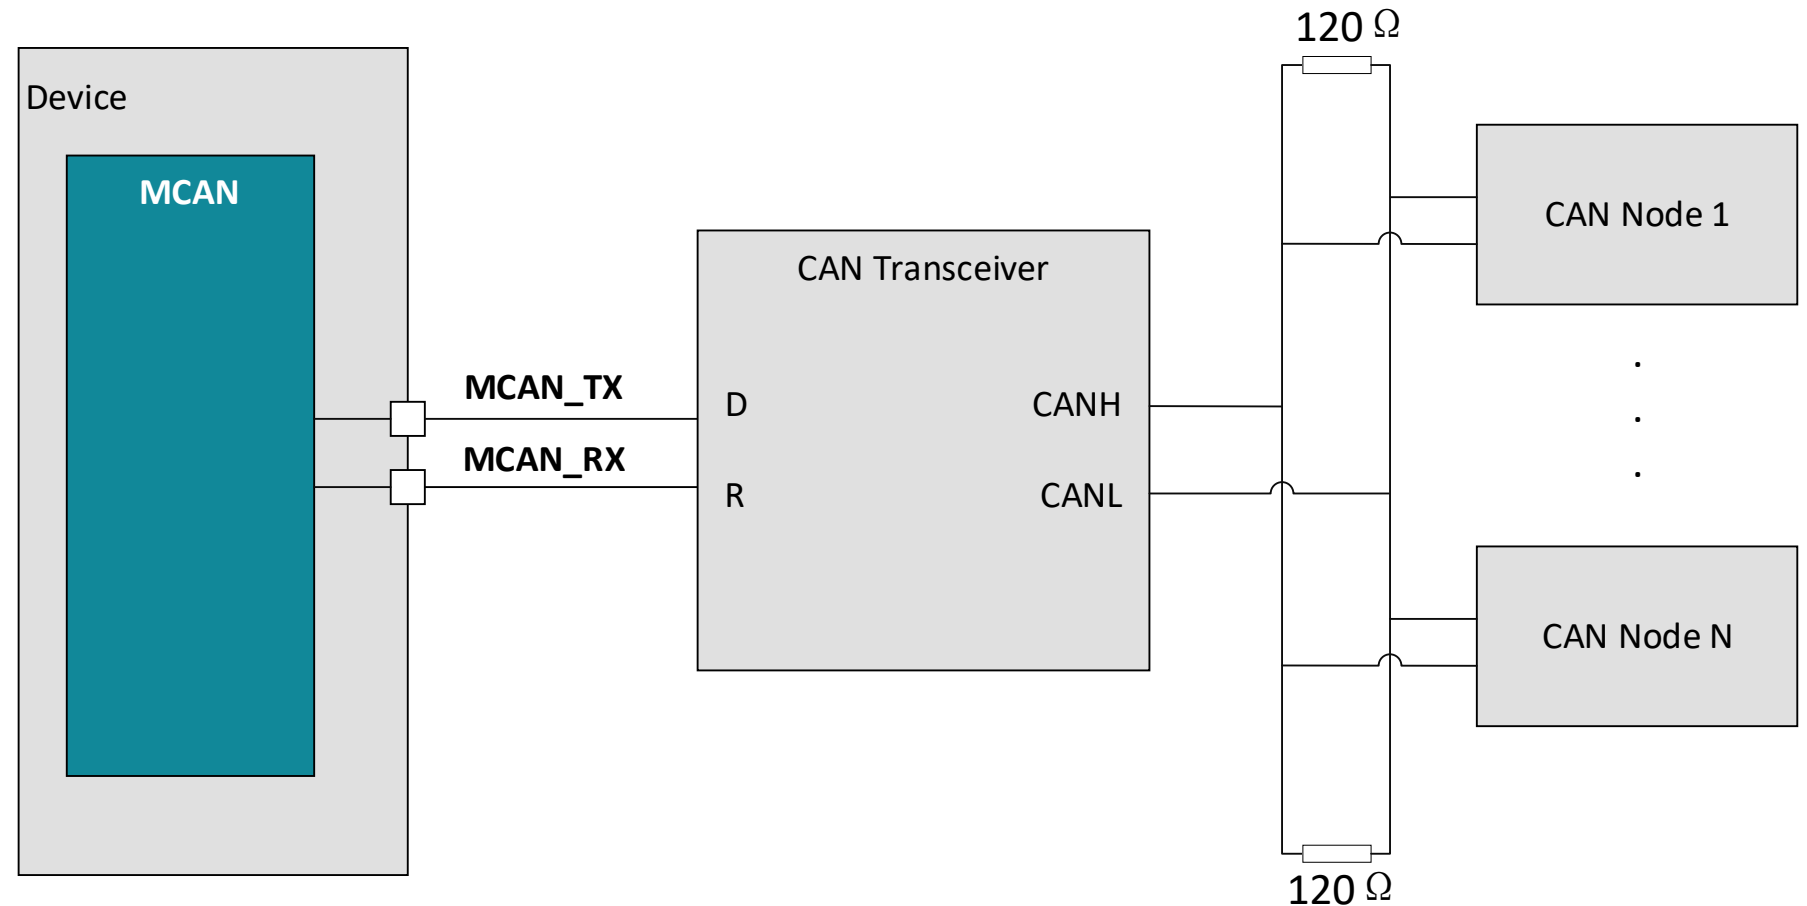 120 Ω
Device
MCAN
CAN Node 1
CAN Transceiver
MCAN_TX
D
CANH
MCAN_RX
R
CANL
.
.
.
CAN Node N
120 Ω